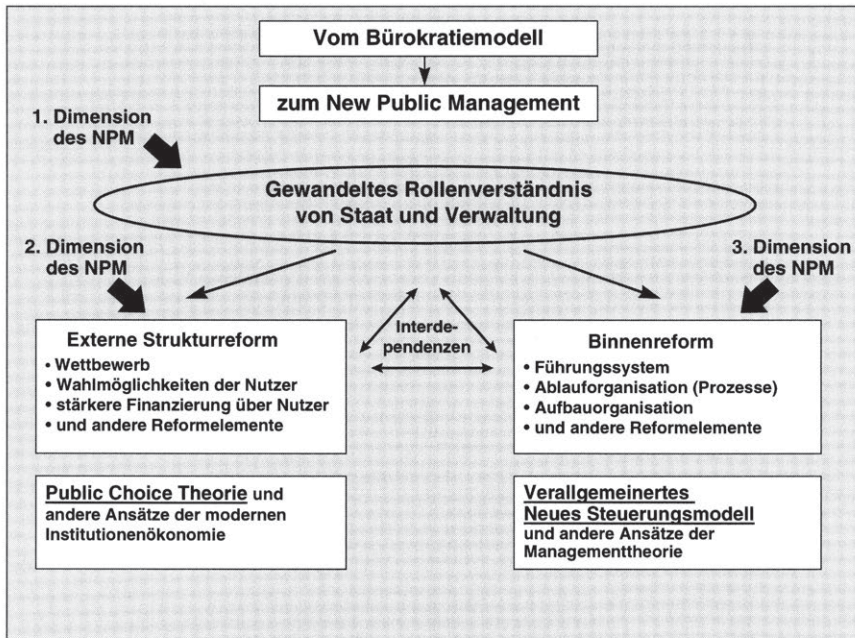 Vom Bürokratiemodell
zum New Public Management
1. Dimension
des NPM
Gewandeltes Rollenverständnis
von Staat und Verwaltung
2. Dimension
des NPM
3. Dimension
des NPM
Externe Strukturreform
• Wettbewerb
• Wahlmöglichkeiten der Nutzer
• stärkere Finanzierung über Nutzer
• und andere Reformelemente
Interde-
pendenzen
Binnenreform
• Führungssystem
• Ablauforganisation (Prozesse)
• Aufbauorganisation
• und andere Reformelemente
Public Choice Theorie und
andere Ansätze der modernen
Institutionenökonomie
Verallgemeinertes
Neues Steuerungsmodell
und andere Ansätze der
Managementtheorie